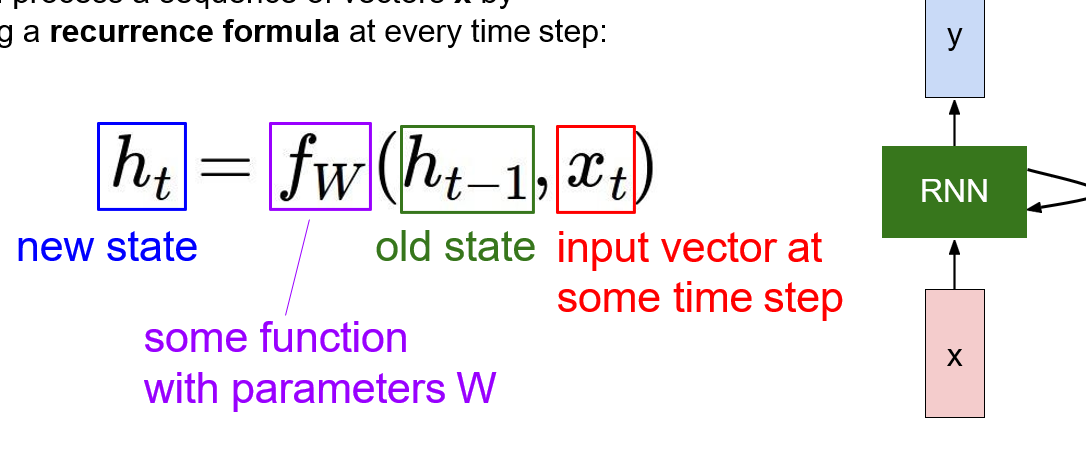 process a sequence of vectors x by
g a recurrence formula at every time step:
y
h_t = f_W(h_{t-1}, x_t)
RNN
new state
old state
input vector at
some time step
some function
with parameters W
x